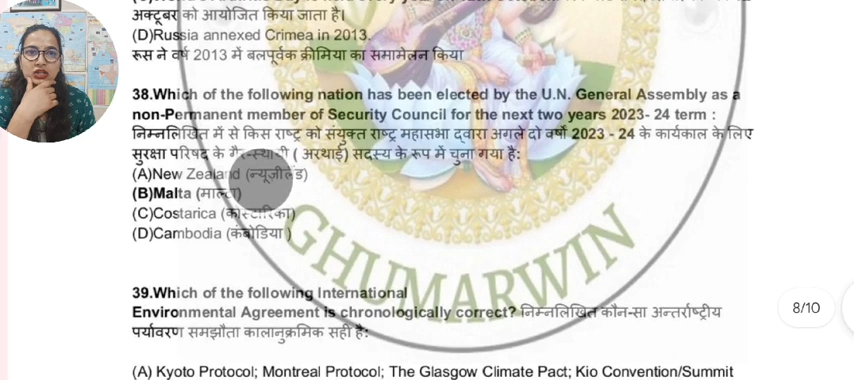 अक्टूबर को आयोजित किया जाता है।
(D)Russia annexed Crimea in 2013.
रूस ने वर्ष 2013 में बलपूर्वक क्रीमिया का समामेलन किया
38.Which of the following nation has been elected by the U.N. General Assembly as a
non-Permanent member of Security Council for the next two years 2023- 24 term :
निम्नलिखित में से किस राष्ट्र को संयुक्त राष्ट्र महासभा द्वारा अगले दो वर्षों 2023 - 24 के कार्यकाल के लिए
सुरक्षा परिषद के गैर-स्थायी ( अस्थाई) सदस्य के रूप में चुना गया है:
(A)New Zealand (न्यूजीलैंड)
(B)Malta (माल्टा)
(C)Costarica (कोस्टारिका)
(D)Cambodia (कंबोडिया )
GHUMARWIN
39.Which of the following International
Environmental Agreement is chronologically correct? निम्नलिखित कौन-सा अन्तर्राष्ट्रीय
पर्यावरण समझौता कालानुक्रमिक सही है:
8/10
(A) Kyoto Protocol; Montreal Protocol; The Glasgow Climate Pact; Kio Convention/Summit